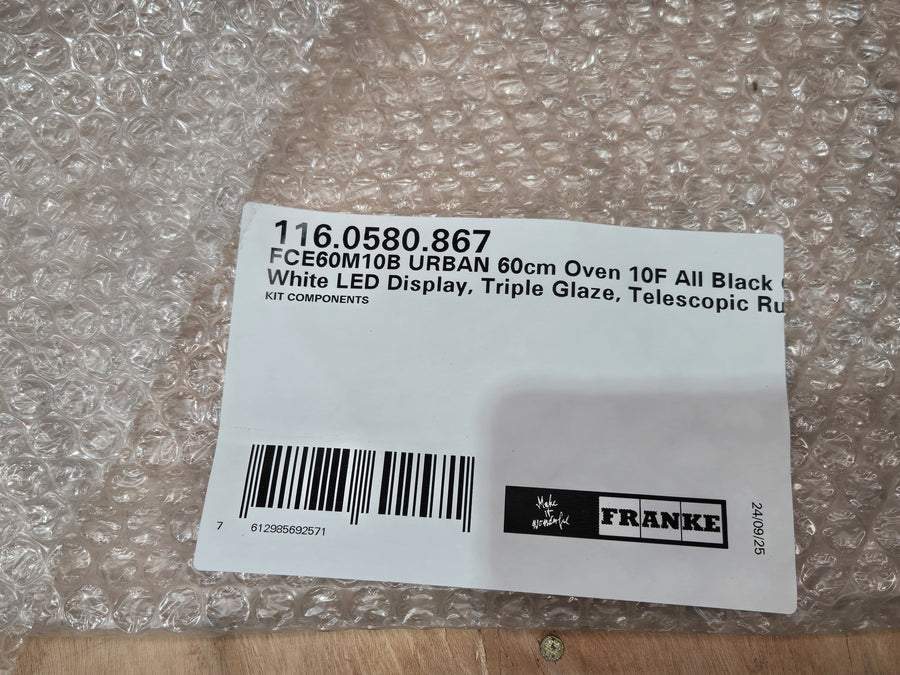 116.0580.867
FCE60M10B URBAN 60cm Oven 10F All Black
White LED Display, Triple Glaze, Telescopic Ru
KIT COMPONENTS
7 612985692571
Make
it
Wonderful
FRANKE
24/09/25